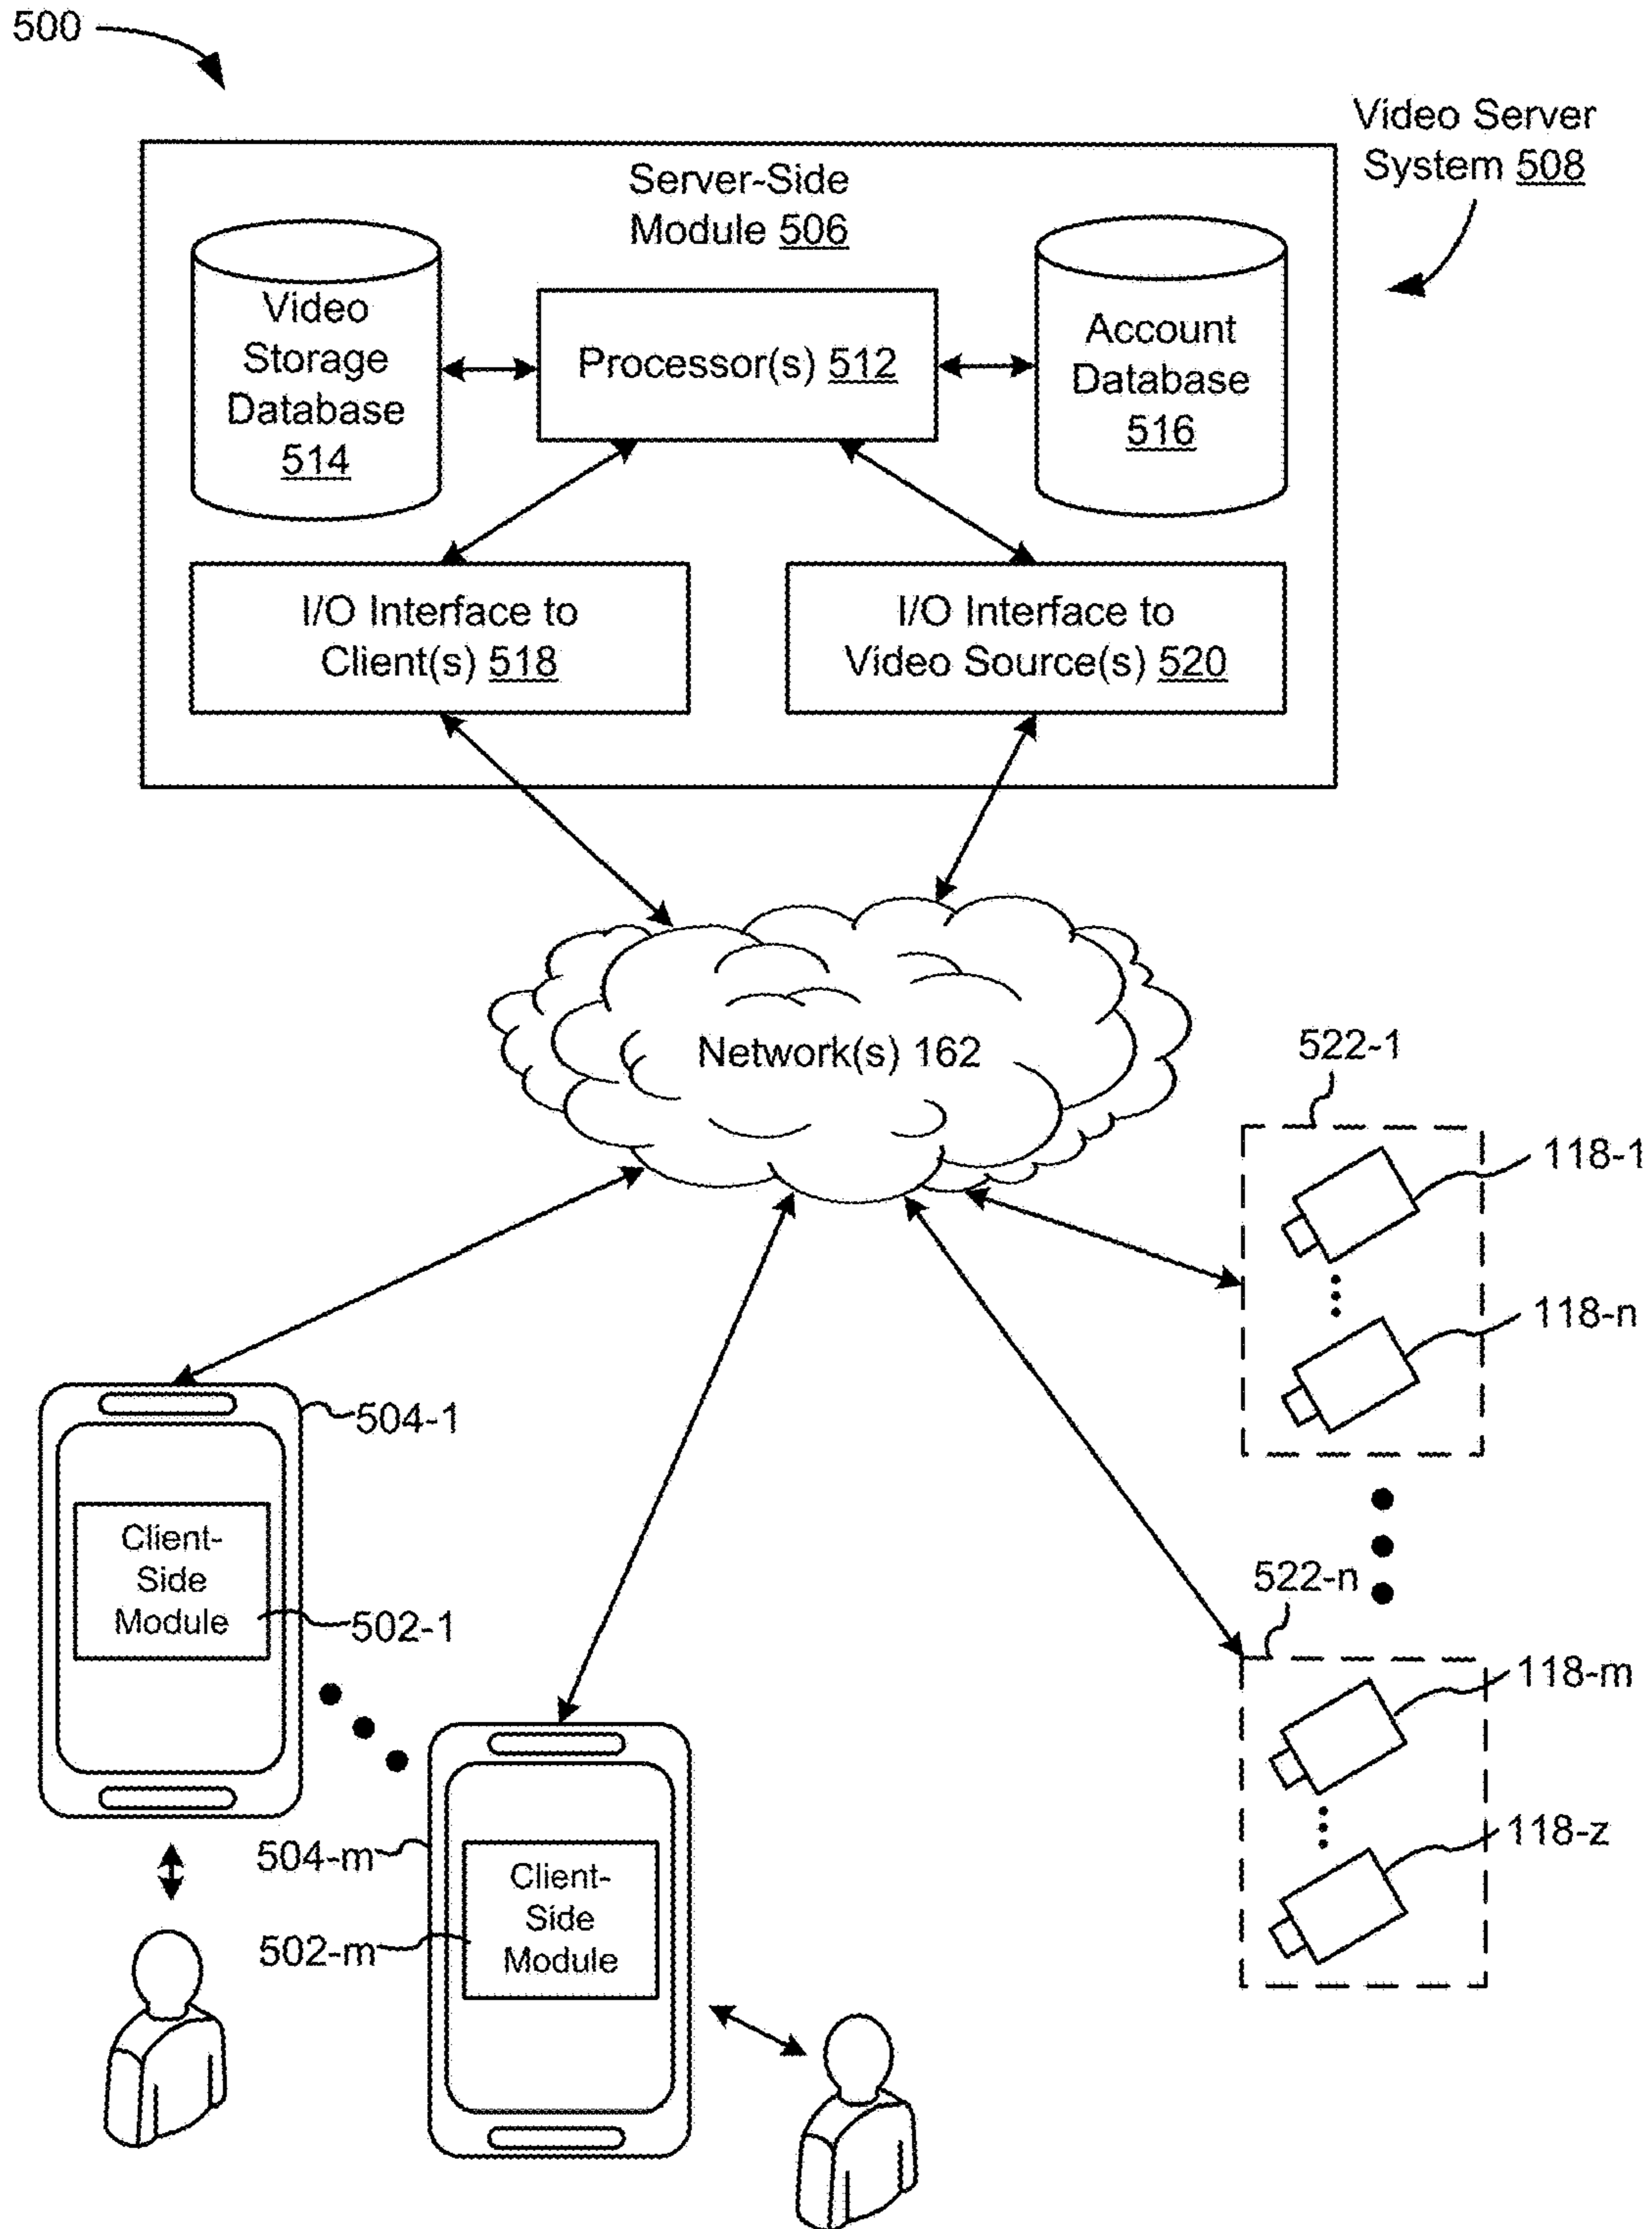 500
Video Server
System 508
Server-Side
Module 506
Video
Storage
Database
514
Processor(s) 512
Account
Database
516
I/O Interface to
Client(s) 518
I/O Interface to
Video Source(s) 520
Network(s) 162
522-1
118-1
118-n
504-1
Client-
Side
Module
502-1
522-n
118-m
118-z
504-m
Client-
Side
Module
502-m